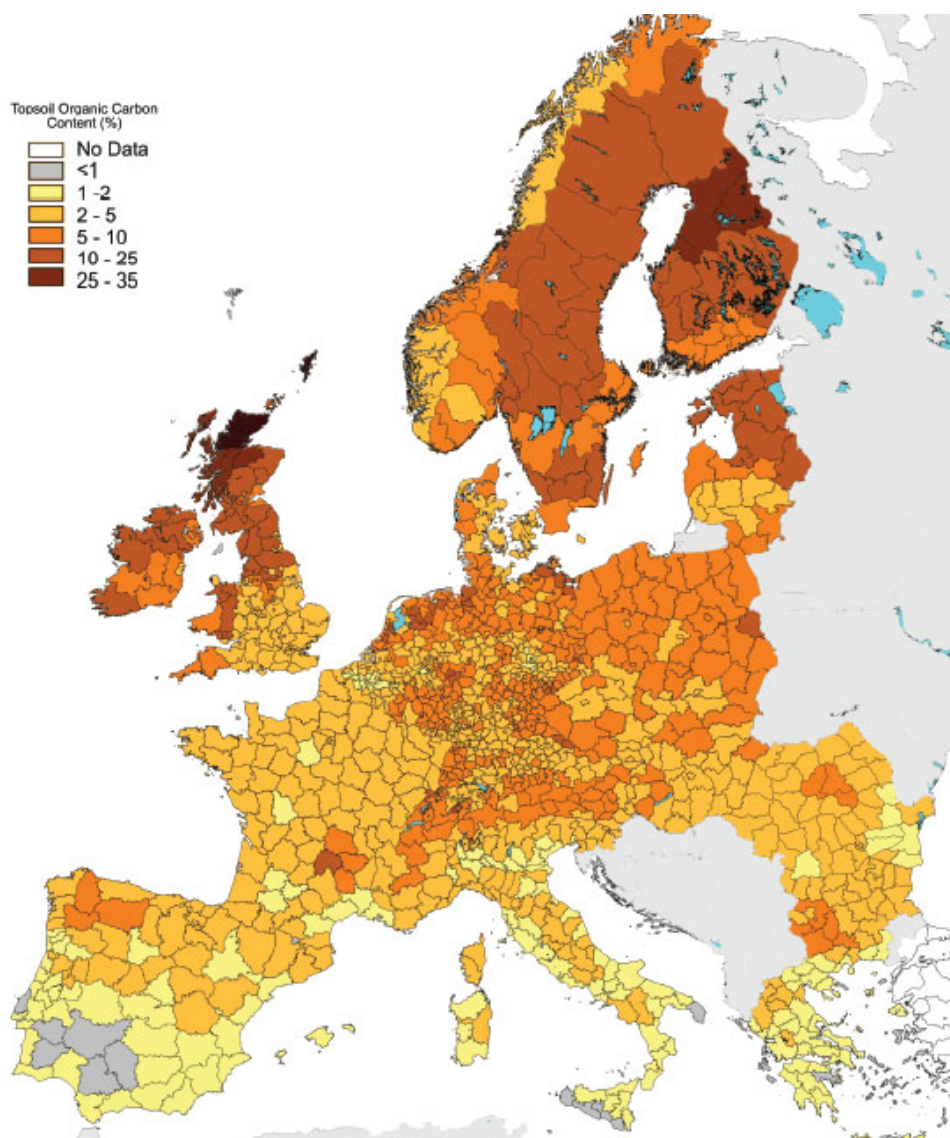 Topsoil Organic Carbon
Content (%)
No Data
<1
1 -2
2 - 5
5 - 10
10 - 25
25 - 35